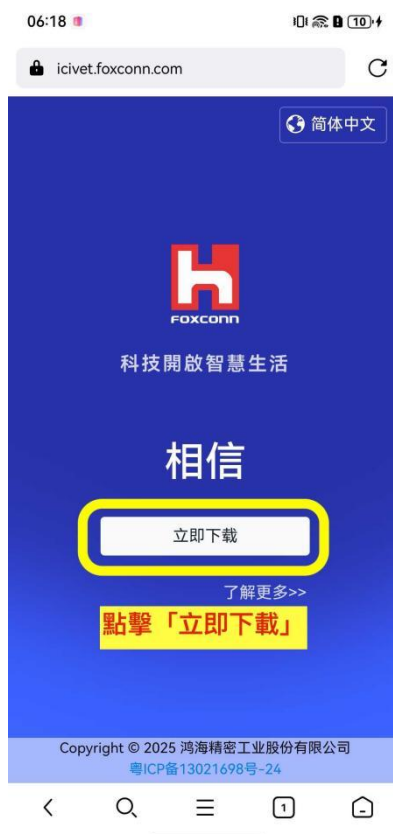 06:18
10
icivet.foxconn.com
简体中文
FOXCONN
科技開啟智慧生活
相信
立即下载
了解更多>>
點擊「立即下載」
Copyright © 2025 鸿海精密工业股份有限公司
粤ICP备13021698号-24
1